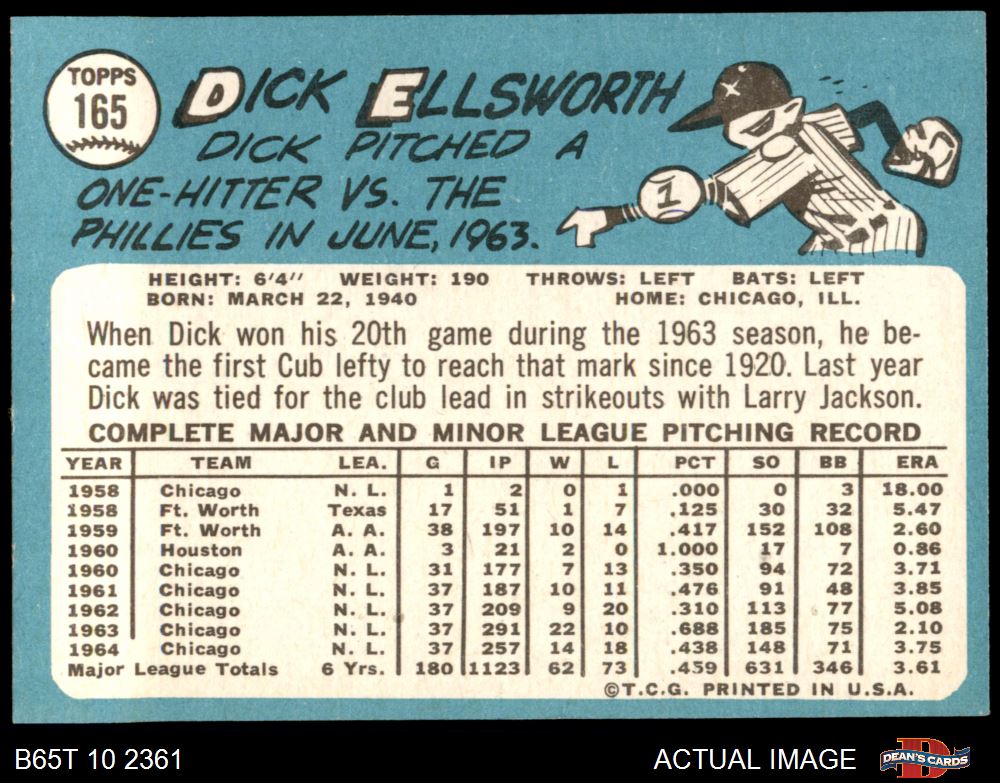 TOPPS
165
DICK ELLSWORTH
DICK PITCHED A
ONE-HITTER VS. THE
PHILLIES IN JUNE, 1963.
1
HEIGHT: 6'4" WEIGHT: 190 THROWS: LEFT BATS: LEFT
BORN: MARCH 22, 1940 HOME: CHICAGO, ILL.
When Dick won his 20th game during the 1963 season, he be-
came the first Cub lefty to reach that mark since 1920. Last year
Dick was tied for the club lead in strikeouts with Larry Jackson.
COMPLETE MAJOR AND MINOR LEAGUE PITCHING RECORD
YEAR TEAM LEA. G IP W L PCT SO BB ERA
1958 Chicago N. L. 1 2 0 1 .000 0 3 18.00
1958 Ft. Worth Texas 17 51 1 7 .125 30 32 5.47
1959 Ft. Worth A. A. 38 197 10 14 .417 152 108 2.60
1960 Houston A. A. 3 21 2 0 1.000 17 7 0.86
1960 Chicago N. L. 31 177 7 13 .350 94 72 3.71
1961 Chicago N. L. 37 187 10 11 .476 91 48 3.85
1962 Chicago N. L. 37 209 9 20 .310 113 77 5.08
1963 Chicago N. L. 37 291 22 10 .688 185 75 2.10
1964 Chicago N. L. 37 257 14 18 .438 148 71 3.75
Major League Totals 6 Yrs. 180 1123 62 73 .459 631 346 3.61
©T.C.G. PRINTED IN U.S.A.
B65T 10 2361 ACTUAL IMAGE DEAN'S CARDS